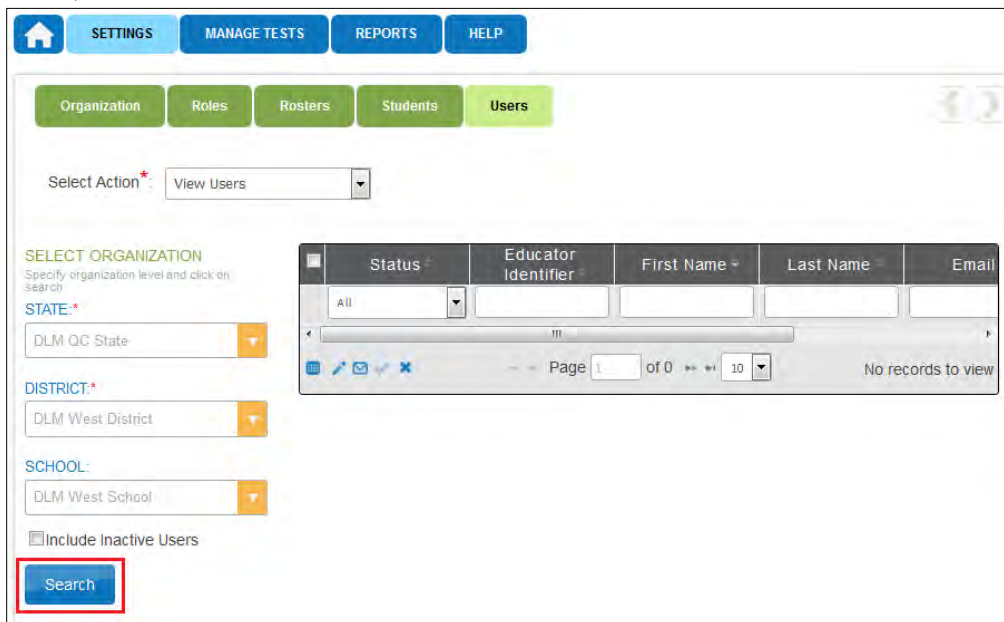 SETTINGS MANAGE TESTS REPORTS HELP
Organization Roles Rosters Students Users
Select Action*: View Users
SELECT ORGANIZATION
Specify organization level and click on
search
STATE:*
DLM QC State
DISTRICT:*
DLM West District
SCHOOL:
DLM West School
Include Inactive Users
Search
Status Educator Identifier First Name Last Name Email
All
Page 1 of 0 10 No records to view